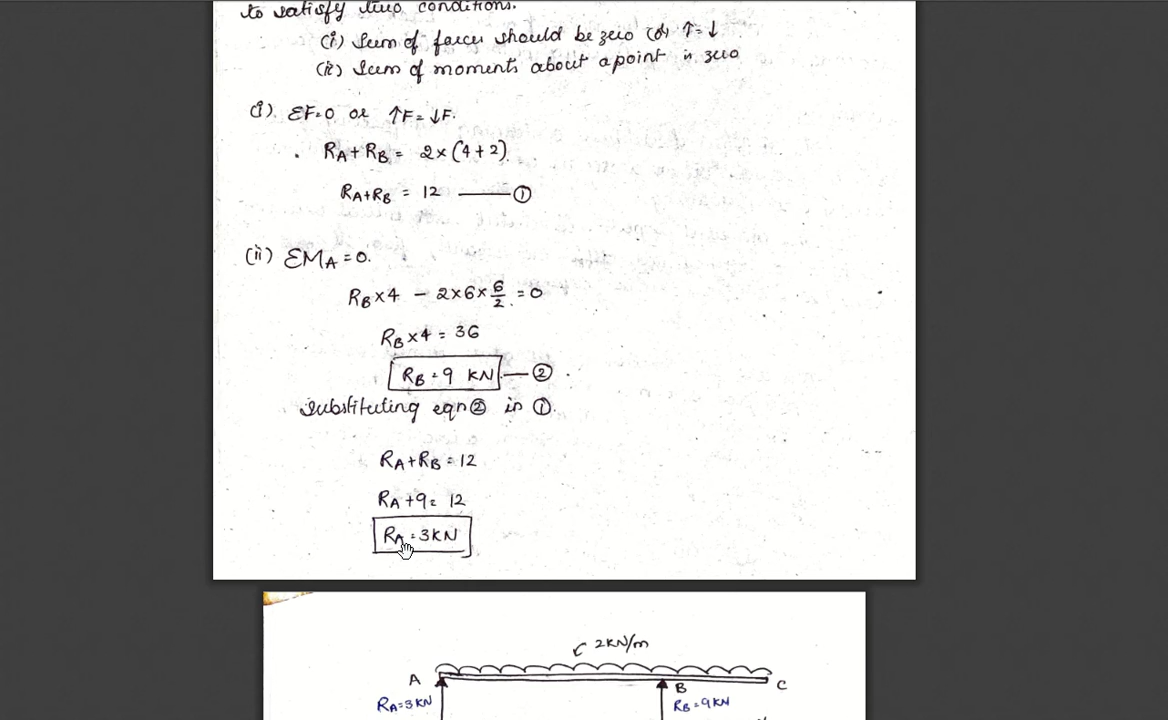 to satisfy two conditions.
(i) Sum of forces should be zero (or) ↑=↓
(ii) Sum of moments about a point is zero
(i). ΣF=0 or ↑F=↓F.
RA+RB = 2×(4+2).
RA+RB = 12 ——①
(ii) ΣMA=0.
RB×4 - 2×6×6/2 = 0
RB×4 = 36
RB=9 KN —②
Substituting eqn② in ①.
RA+RB=12
RA+9= 12
RA=3KN
2KN/m
A
B
C
RA=3KN
RB=9KN